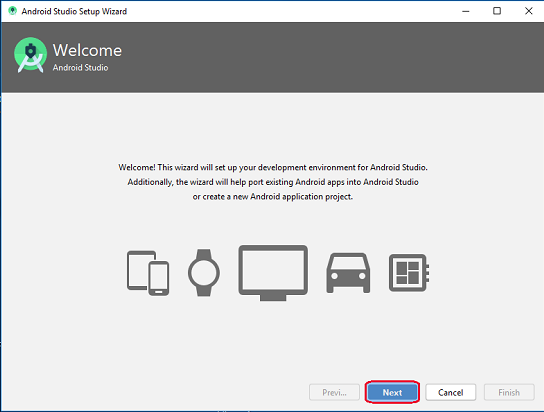 Android Studio Setup Wizard
Welcome
Android Studio
Welcome! This wizard will set up your development environment for Android Studio.
Additionally, the wizard will help port existing Android apps into Android Studio
or create a new Android application project.
Previ...
Next
Cancel
Finish